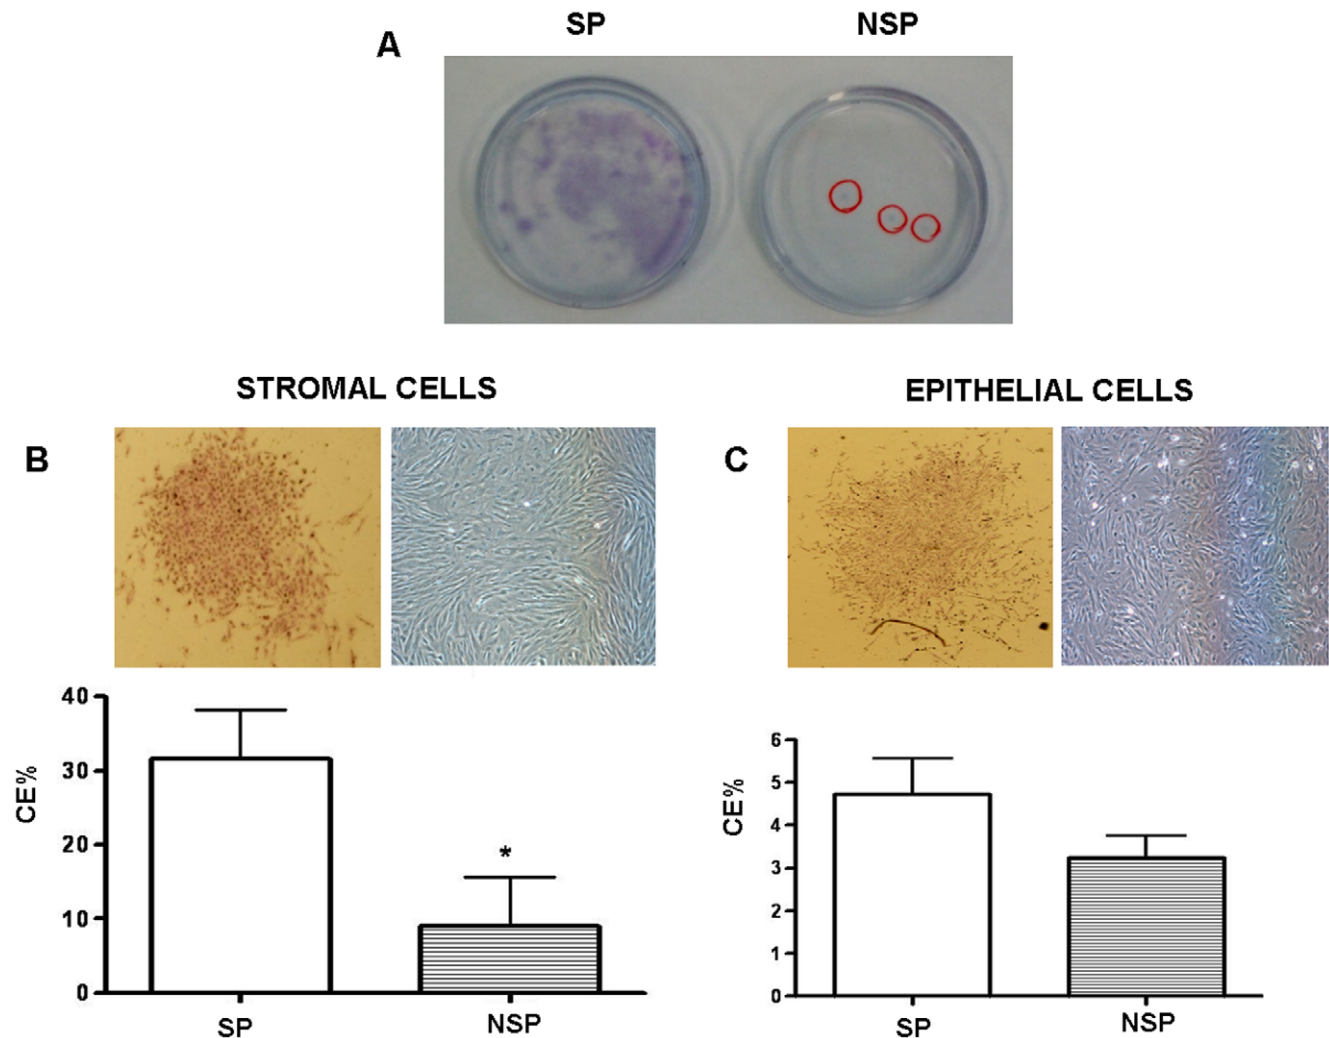 SP
NSP
A
STROMAL CELLS
EPITHELIAL CELLS
B
C
40
30
20
10
0
CE%
*
SP
NSP
6
5
4
3
2
1
0
CE%
SP
NSP